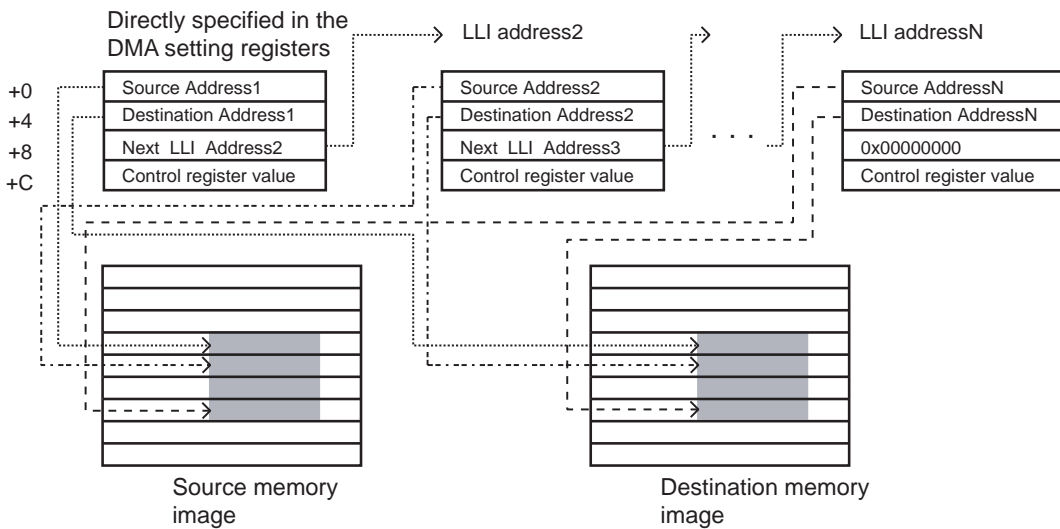 Directly specified in the
DMA setting registers
LLI address2
LLI addressN
+0
Source Address1
Source Address2
Source AddressN
+4
Destination Address1
Destination Address2
Destination AddressN
+8
Next LLI Address2
Next LLI Address3
. . .
0x00000000
+C
Control register value
Control register value
Control register value
Source memory
image
Destination memory
image